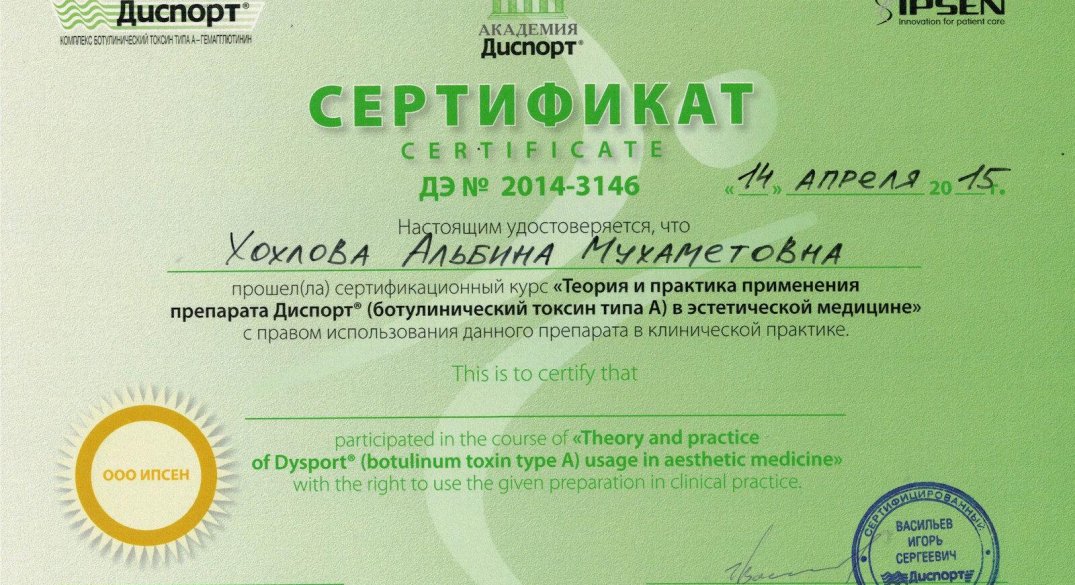 Диспорт®
КОМПЛЕКС БОТУЛИНИЧЕСКИЙ ТОКСИН ТИПА А–ГЕМАГГЛЮТИНИН
АКАДЕМИЯ
Диспорт®
IPSEN
Innovation for patient care
СЕРТИФИКАТ
CERTIFICATE
ДЭ № 2014-3146
« 14 » АПРЕЛЯ 2015г.
Настоящим удостоверяется, что
ХОХЛОВА АЛЬБИНА МУХАМЕТОВНА
прошел(ла) сертификационный курс «Теория и практика применения
препарата Диспорт® (ботулинический токсин типа А) в эстетической медицине»
с правом использования данного препарата в клинической практике.
This is to certify that
participated in the course of «Theory and practice
of Dysport® (botulinum toxin type A) usage in aesthetic medicine»
with the right to use the given preparation in clinical practice.
ООО ИПСЕН
СЕРТИФИЦИРОВАННЫЙ
ВАСИЛЬЕВ
ИГОРЬ
СЕРГЕЕВИЧ
Диспорт®